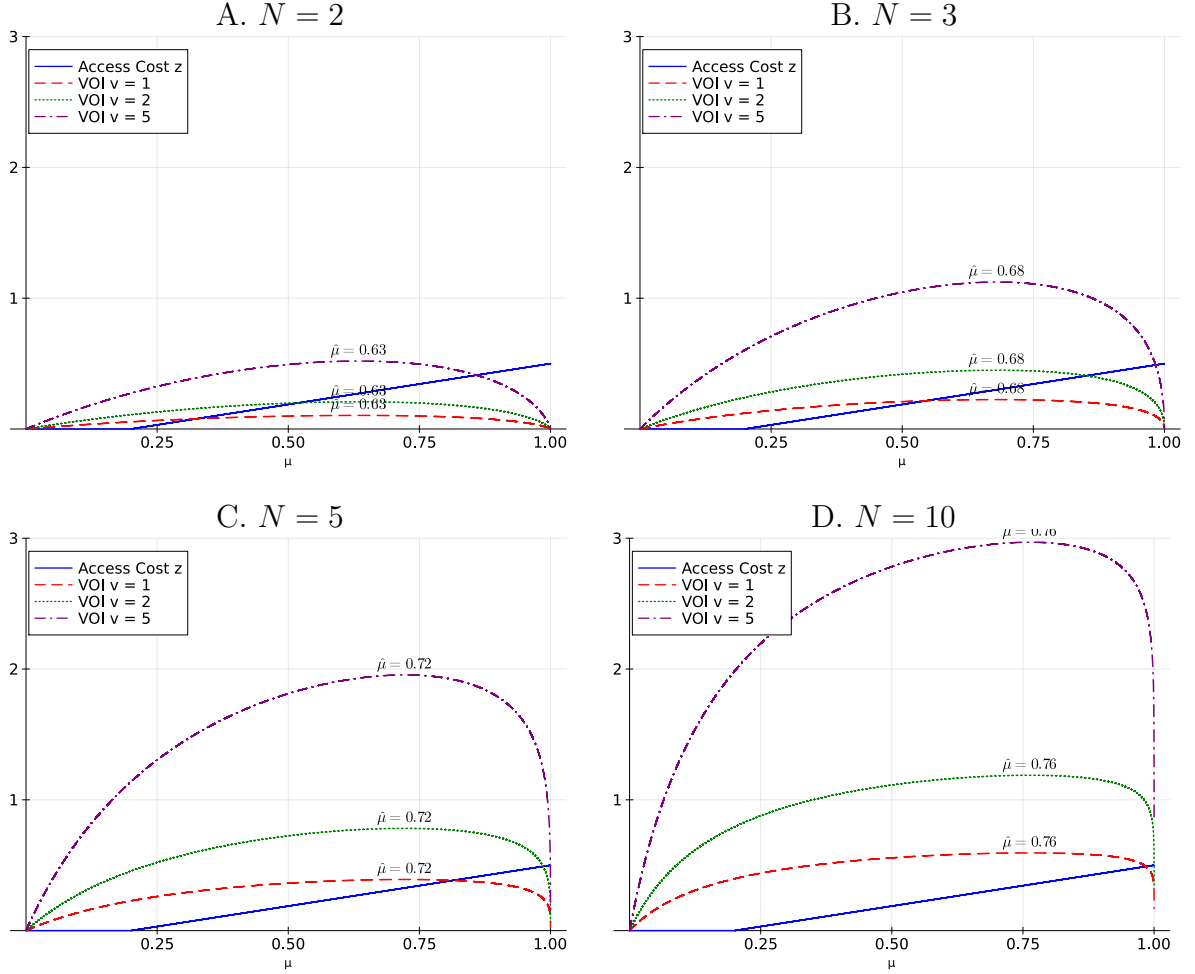 A. N = 2
3
Access Cost z
VOI v = 1
VOI v = 2
VOI v = 5
2
1
μ̂ = 0.63
μ̂ = 0.63
μ̂ = 0.63
0.25 0.50 0.75 1.00
μ
B. N = 3
3
Access Cost z
VOI v = 1
VOI v = 2
VOI v = 5
2
1
μ̂ = 0.68
μ̂ = 0.68
μ̂ = 0.68
0.25 0.50 0.75 1.00
μ
C. N = 5
3
Access Cost z
VOI v = 1
VOI v = 2
VOI v = 5
2
1
μ̂ = 0.72
μ̂ = 0.72
μ̂ = 0.72
0.25 0.50 0.75 1.00
μ
D. N = 10
3
Access Cost z
VOI v = 1
VOI v = 2
VOI v = 5
2
1
μ̂ = 0.76
μ̂ = 0.76
μ̂ = 0.76
0.25 0.50 0.75 1.00
μ